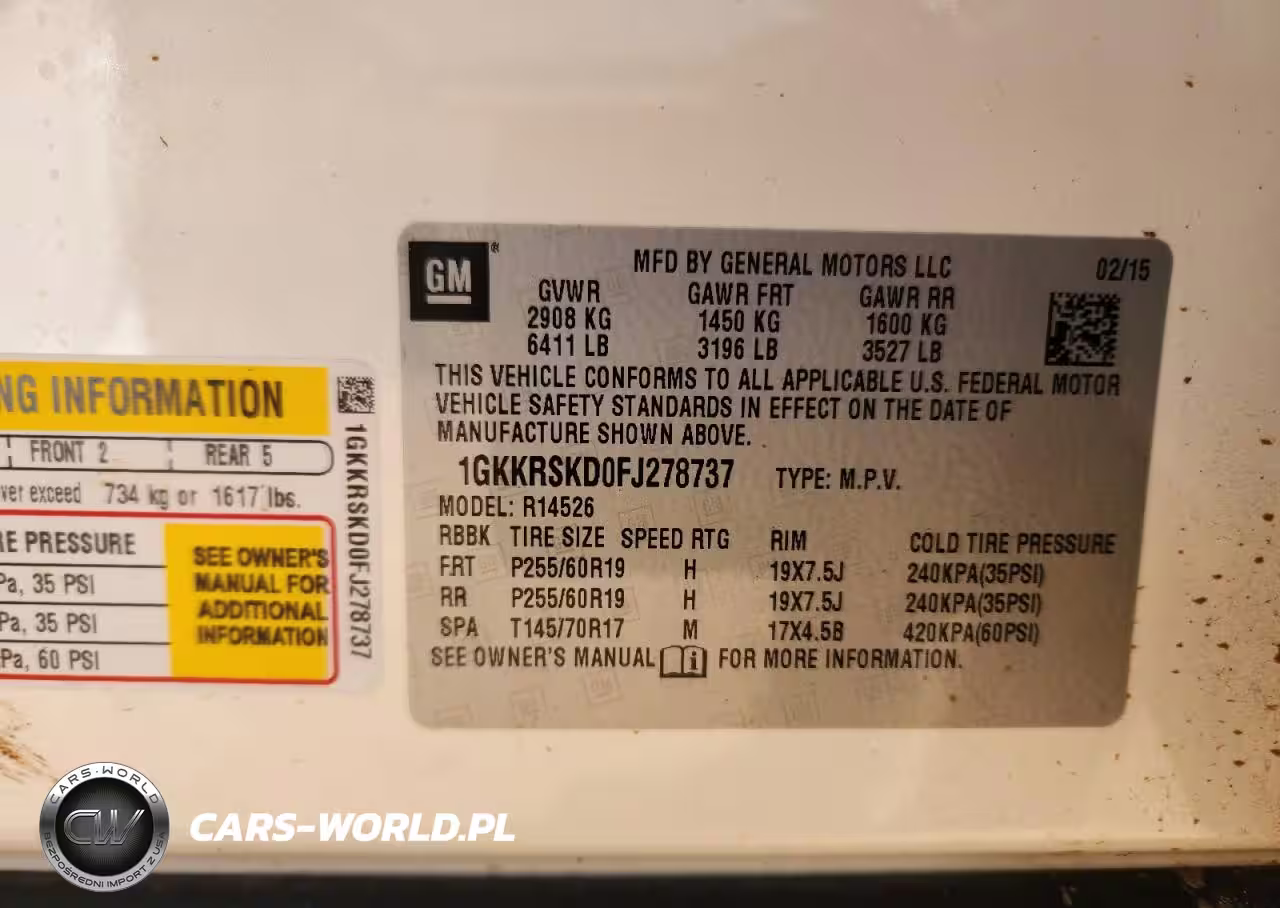 NG INFORMATION
FRONT 2 REAR 5
ver exceed 734 kg or 1617 lbs.
RE PRESSURE
Pa, 35 PSI
Pa, 35 PSI
Pa, 60 PSI
SEE OWNER'S
MANUAL FOR
ADDITIONAL
INFORMATION
1GKKRSKD0FJ278737
GM®
MFD BY GENERAL MOTORS LLC 02/15
GVWR GAWR FRT GAWR RR
2908 KG 1450 KG 1600 KG
6411 LB 3196 LB 3527 LB
THIS VEHICLE CONFORMS TO ALL APPLICABLE U.S. FEDERAL MOTOR
VEHICLE SAFETY STANDARDS IN EFFECT ON THE DATE OF
MANUFACTURE SHOWN ABOVE.
1GKKRSKD0FJ278737 TYPE: M.P.V.
MODEL: R14526
RBBK TIRE SIZE SPEED RTG RIM COLD TIRE PRESSURE
FRT P255/60R19 H 19X7.5J 240KPA(35PSI)
RR P255/60R19 H 19X7.5J 240KPA(35PSI)
SPA T145/70R17 M 17X4.5B 420KPA(60PSI)
SEE OWNER'S MANUAL i FOR MORE INFORMATION.
CARS-WORLD
CW
BEZPOŚREDNI IMPORT Z USA
CARS-WORLD.PL